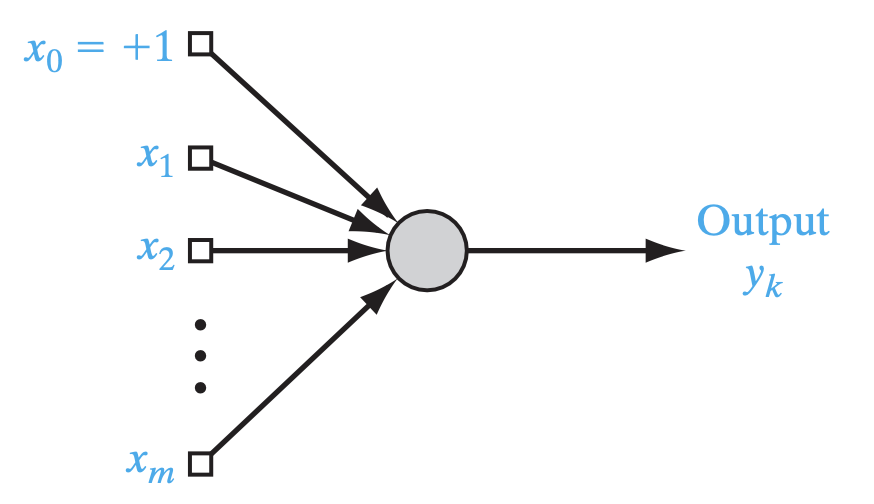 x₀ = +1
x₁
x₂
xₘ
Output
yₖ